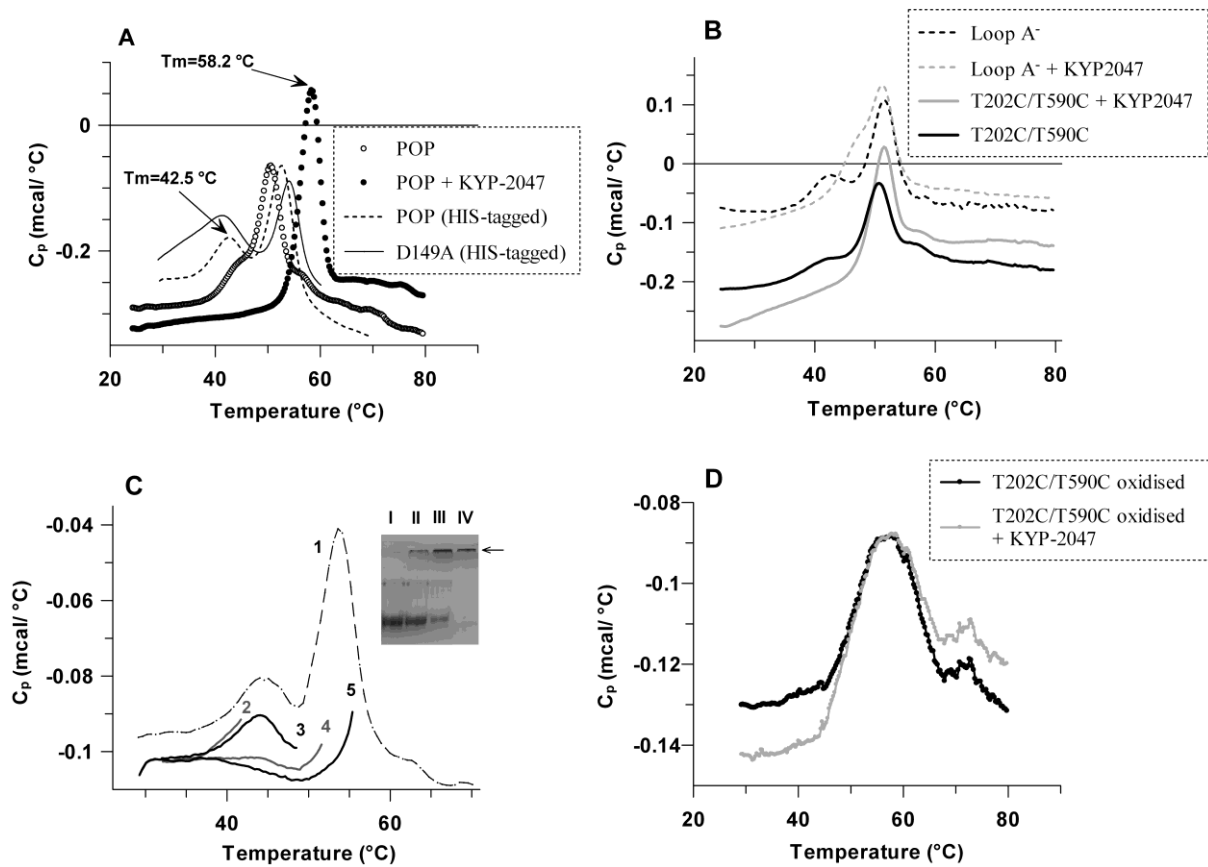 A
Tm=58.2 °C
Tm=42.5 °C
0
-0.2
Cp (mcal/ °C)
20 40 60 80
Temperature (°C)
POP
POP + KYP-2047
POP (HIS-tagged)
D149A (HIS-tagged)
B
Loop A-
Loop A- + KYP2047
T202C/T590C + KYP2047
T202C/T590C
0.1
0
-0.1
-0.2
Cp (mcal/ °C)
20 40 60 80
Temperature (°C)
C
I II III IV
1
2
3
4
5
-0.04
-0.06
-0.08
-0.1
Cp (mcal/ °C)
40 60
Temperature (°C)
D
T202C/T590C oxidised
T202C/T590C oxidised
+ KYP-2047
-0.08
-0.1
-0.12
-0.14
Cp (mcal/ °C)
20 40 60 80
Temperature (°C)